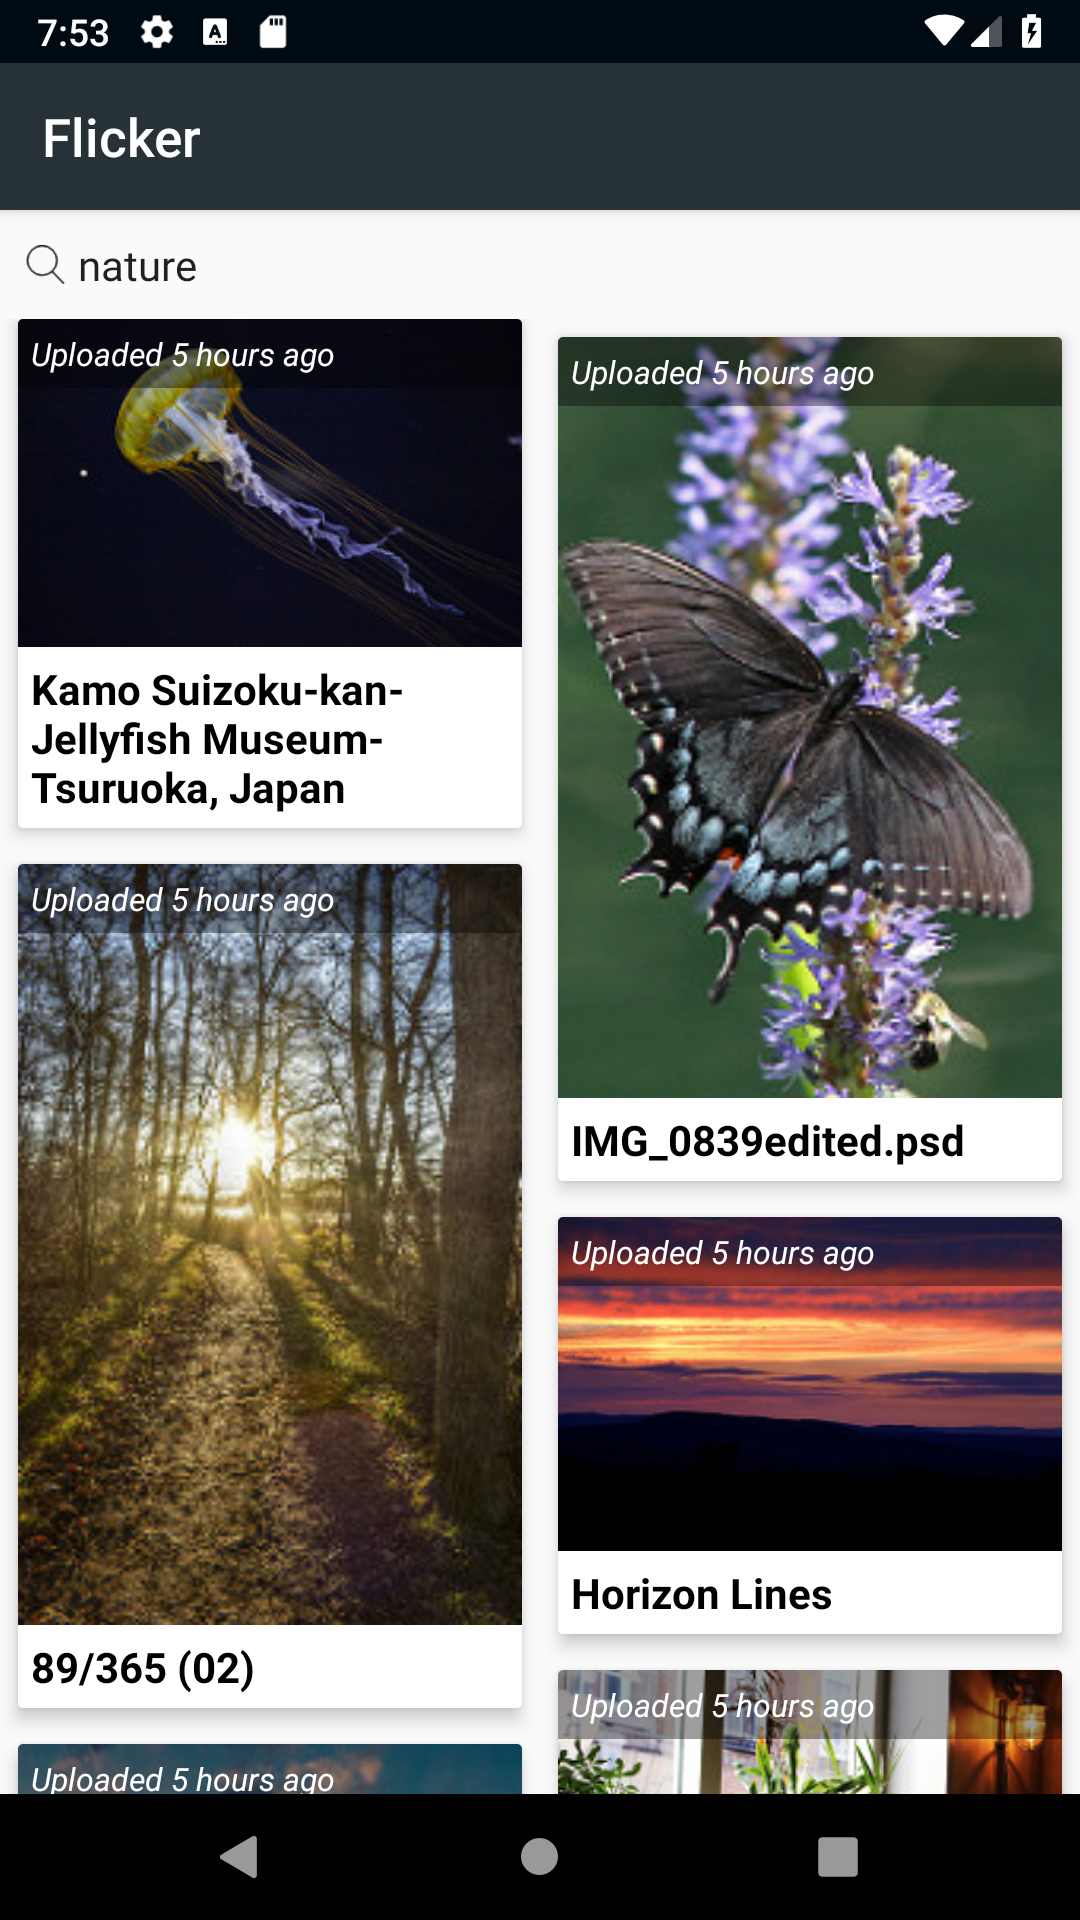 7:53
Flicker
nature
Uploaded 5 hours ago
Kamo Suizoku-kan-
Jellyfish Museum-
Tsuruoka, Japan
Uploaded 5 hours ago
IMG_0839edited.psd
Uploaded 5 hours ago
89/365 (02)
Uploaded 5 hours ago
Horizon Lines
Uploaded 5 hours ago
Uploaded 5 hours ago